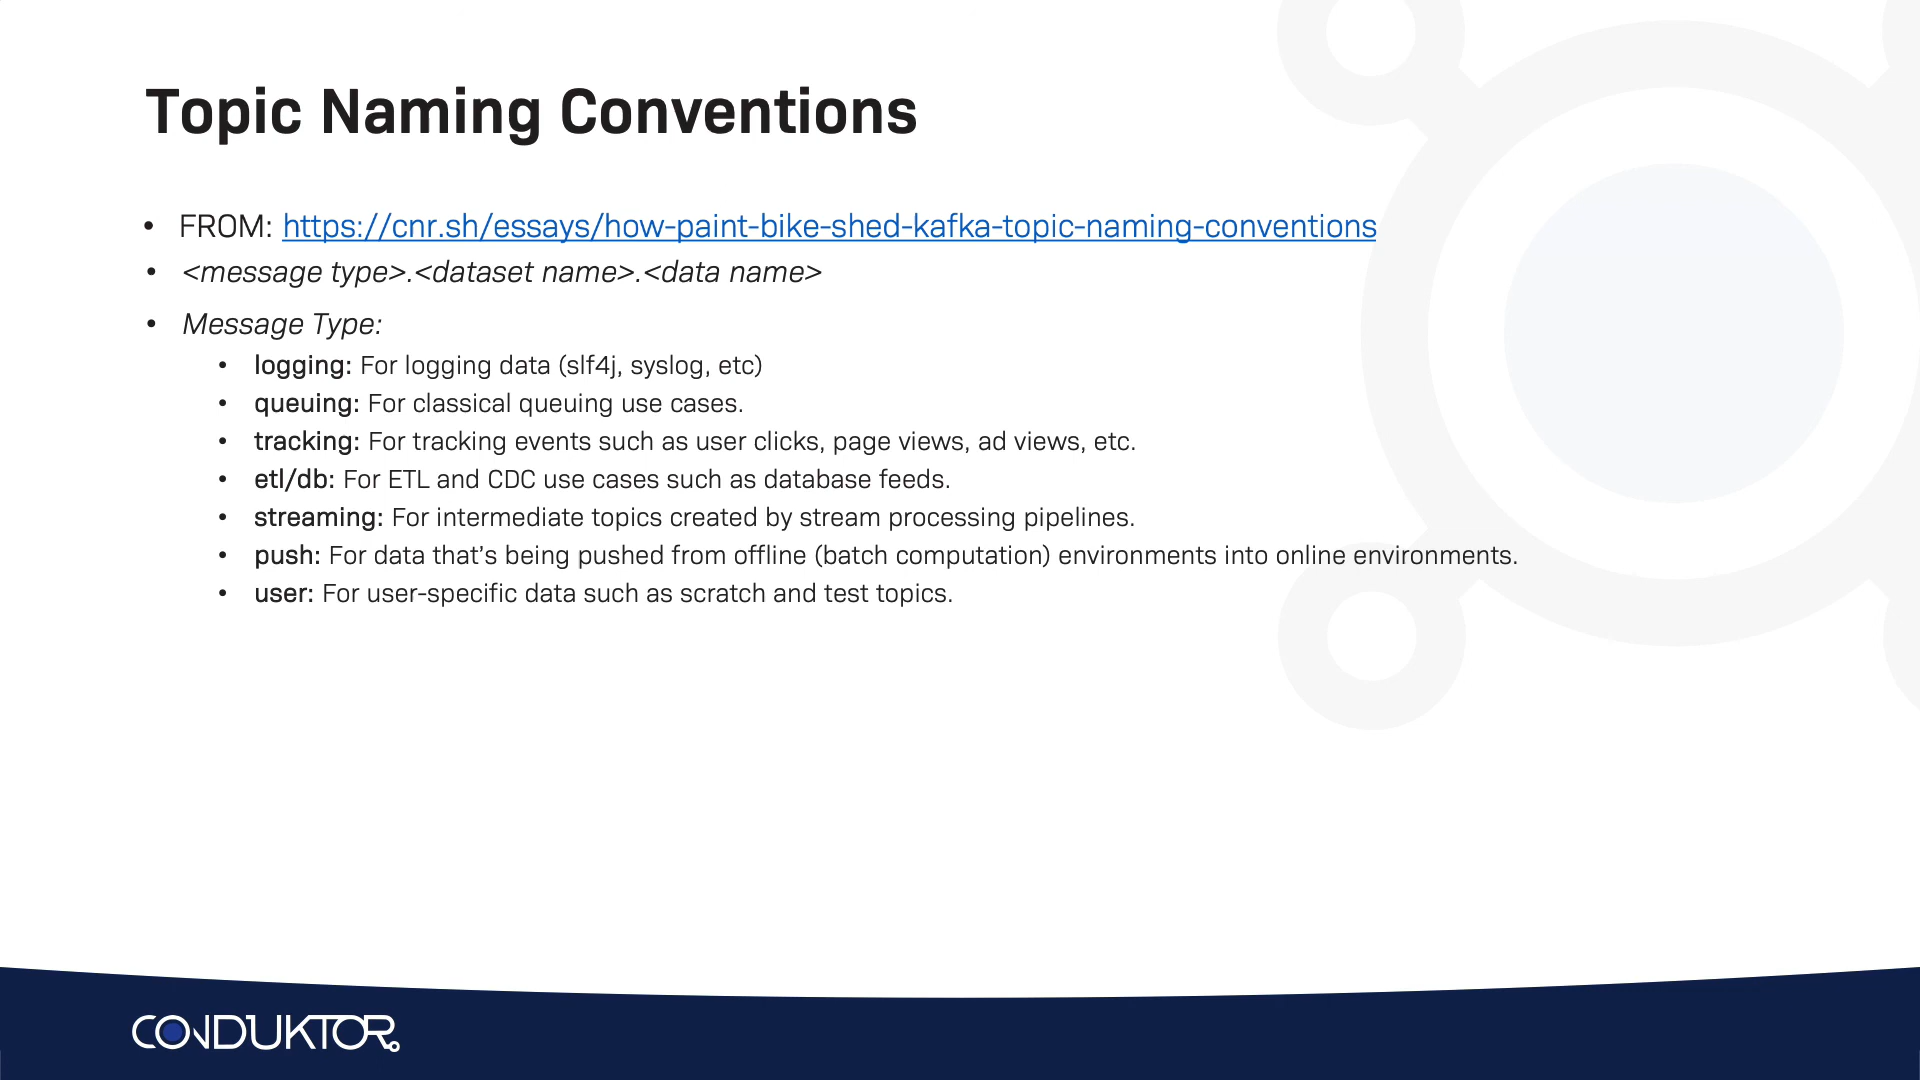 Topic Naming Conventions
• FROM: https://cnr.sh/essays/how-paint-bike-shed-kafka-topic-naming-conventions
• <message type>.<dataset name>.<data name>
• Message Type:
• logging: For logging data (slf4j, syslog, etc)
• queuing: For classical queuing use cases.
• tracking: For tracking events such as user clicks, page views, ad views, etc.
• etl/db: For ETL and CDC use cases such as database feeds.
• streaming: For intermediate topics created by stream processing pipelines.
• push: For data that’s being pushed from offline (batch computation) environments into online environments.
• user: For user-specific data such as scratch and test topics.
CONDUKTOR